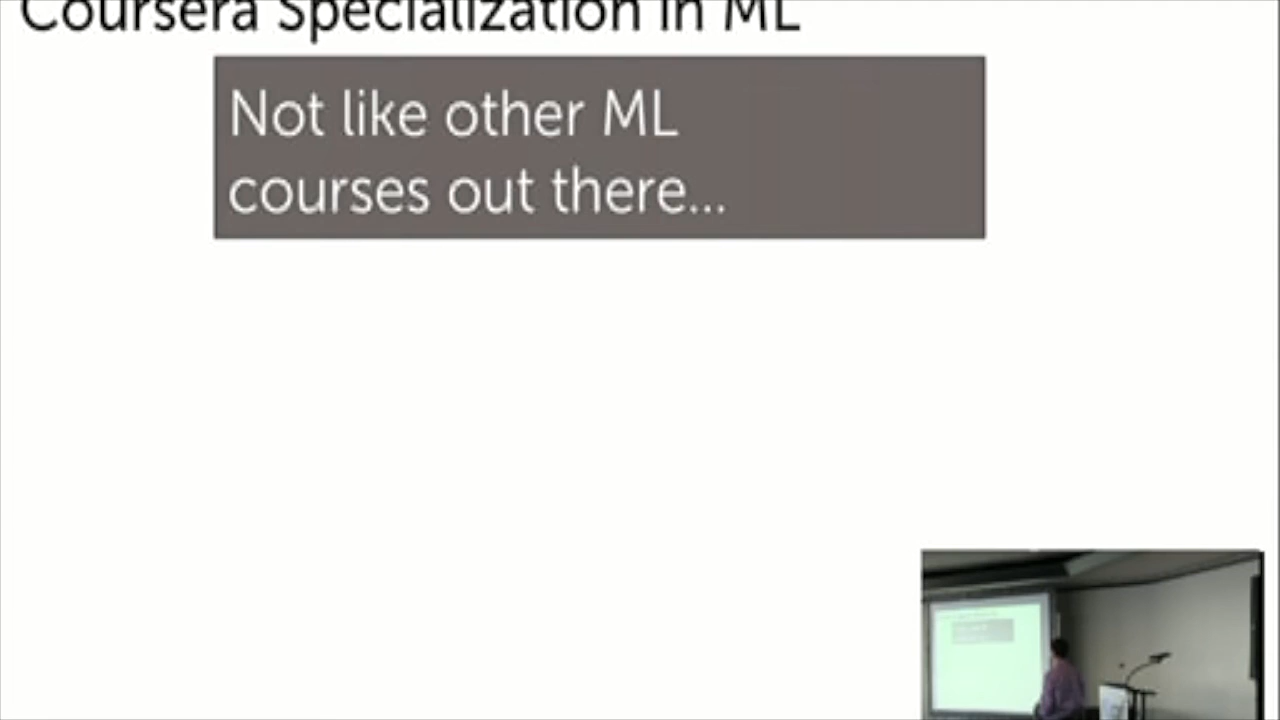 Coursera Specialization in ML
Not like other ML
courses out there...